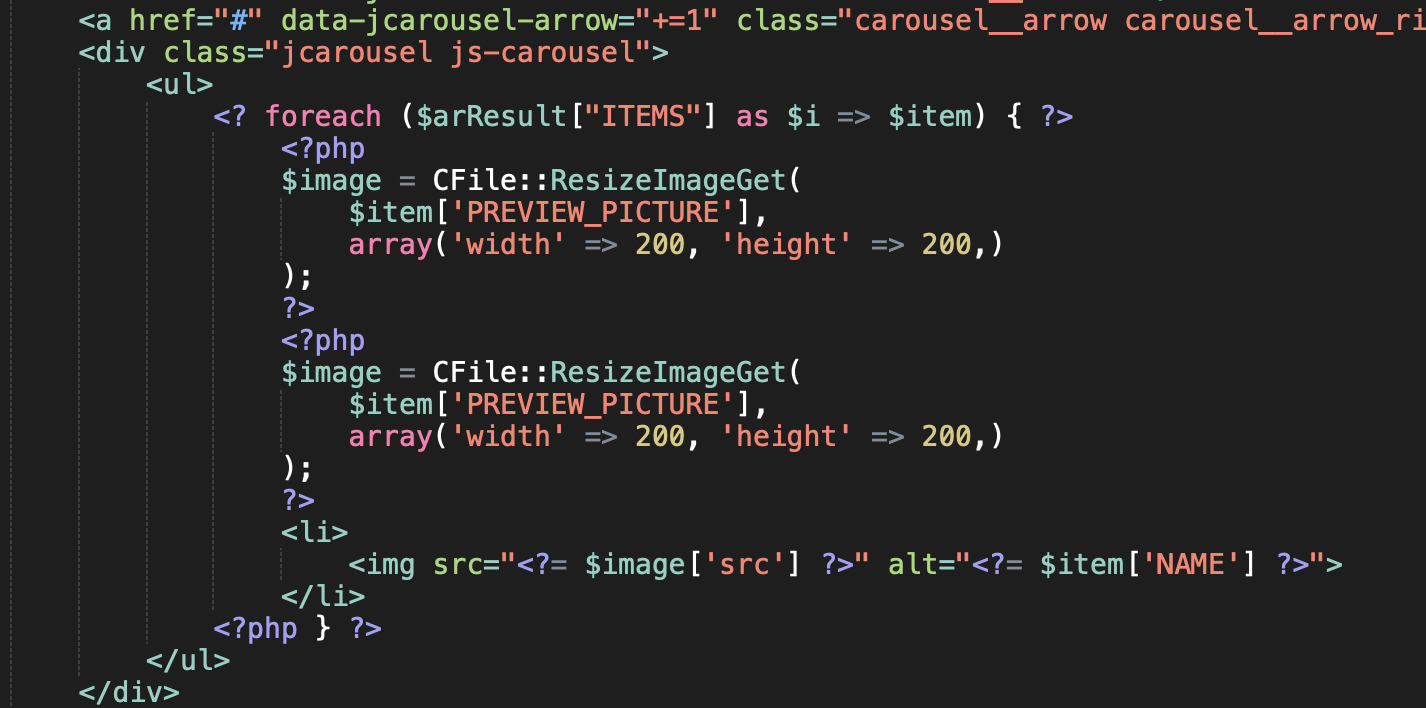 <a href="#" data-jcarousel-arrow="+=1" class="carousel__arrow carousel__arrow_ri
<div class="jcarousel js-carousel">
<ul>
<? foreach ($arResult["ITEMS"] as $i => $item) { ?>
<?php
$image = CFile::ResizeImageGet(
$item['PREVIEW_PICTURE'],
array('width' => 200, 'height' => 200,)
);
?>
<?php
$image = CFile::ResizeImageGet(
$item['PREVIEW_PICTURE'],
array('width' => 200, 'height' => 200,)
);
?>
<li>
<img src="<?= $image['src'] ?>" alt="<?= $item['NAME'] ?>">
</li>
<?php } ?>
</ul>
</div>